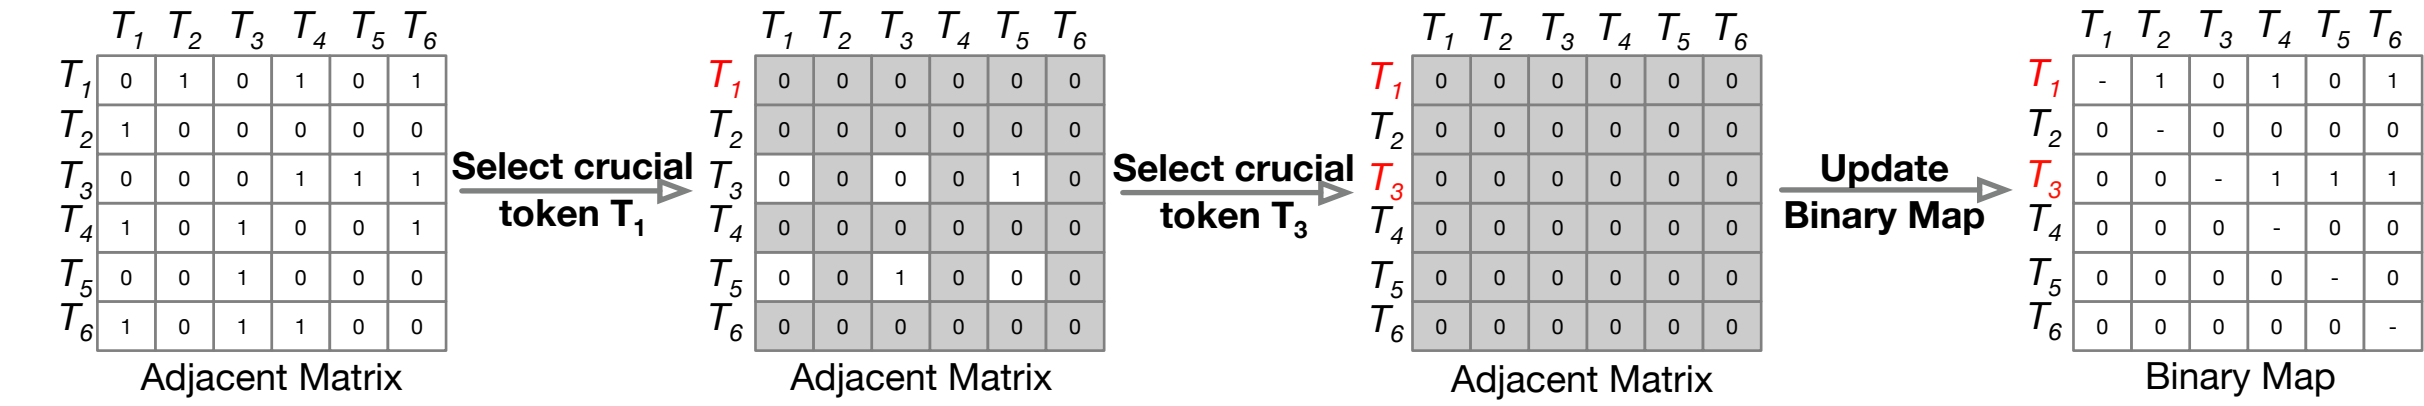 T1 T2 T3 T4 T5 T6
T1 0 1 0 1 0 1
T2 1 0 0 0 0 0
T3 0 0 0 1 1 1
T4 1 0 1 0 0 1
T5 0 0 1 0 0 0
T6 1 0 1 1 0 0
Adjacent Matrix
Select crucial
token T1
T1 T2 T3 T4 T5 T6
T1 0 0 0 0 0 0
T2 0 0 0 0 0 0
T3 0 0 0 0 1 0
T4 0 0 0 0 0 0
T5 0 0 1 0 0 0
T6 0 0 0 0 0 0
Adjacent Matrix
Select crucial
token T3
T1 T2 T3 T4 T5 T6
T1 0 0 0 0 0 0
T2 0 0 0 0 0 0
T3 0 0 0 0 0 0
T4 0 0 0 0 0 0
T5 0 0 0 0 0 0
T6 0 0 0 0 0 0
Adjacent Matrix
Update
Binary Map
T1 T2 T3 T4 T5 T6
T1 - 1 0 1 0 1
T2 0 - 0 0 0 0
T3 0 0 - 1 1 1
T4 0 0 0 - 0 0
T5 0 0 0 0 - 0
T6 0 0 0 0 0 -
Binary Map